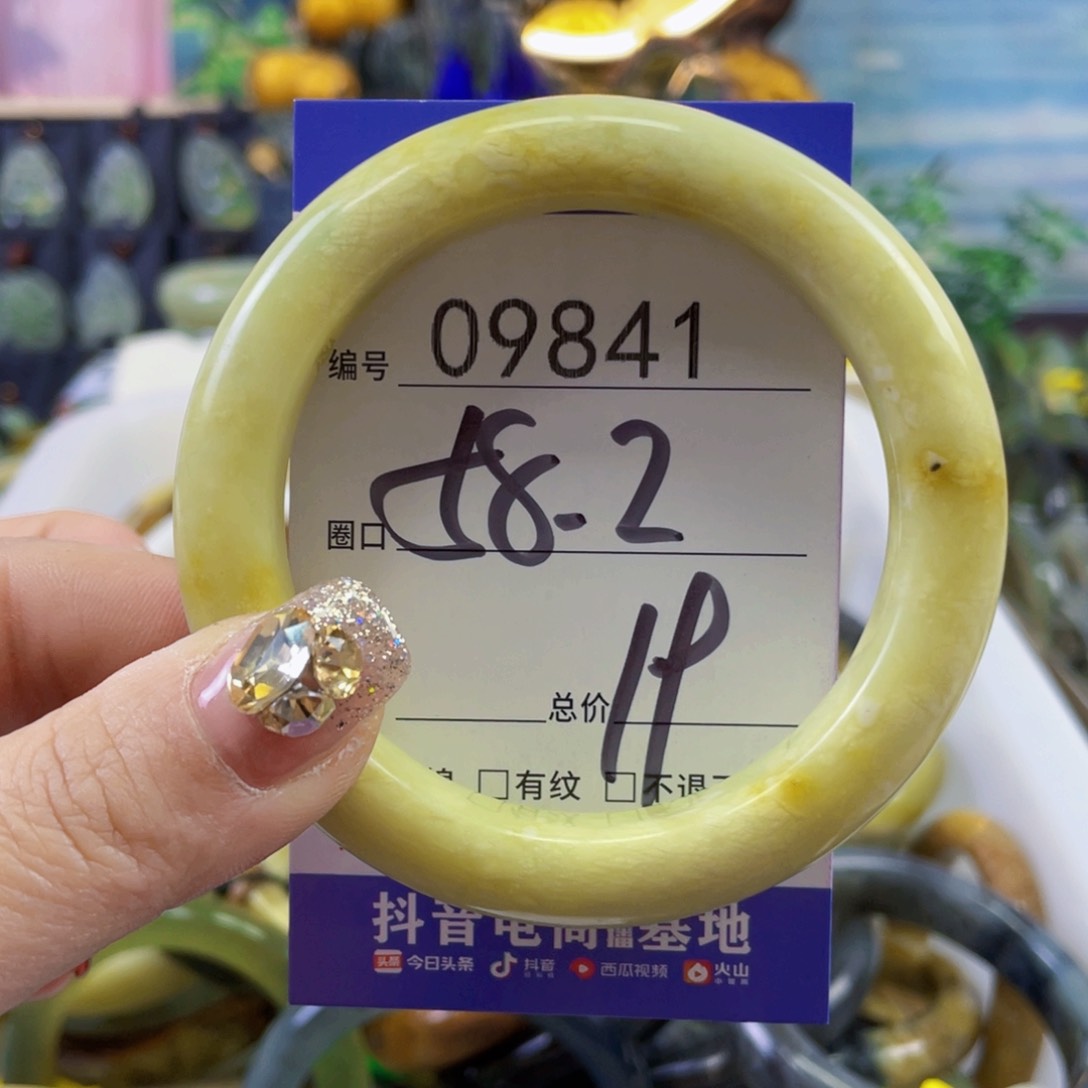 编号 09841
圈口 58.2
总价
有纹 不退
抖音电商 基地
今日头条 抖音 西瓜视频 火山